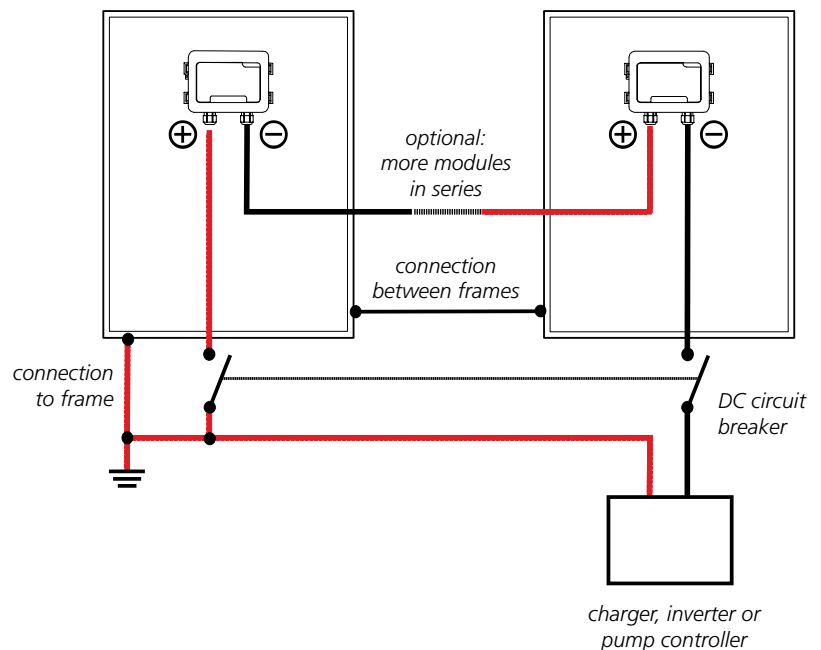 +
−
+
−
optional:
more modules
in series
connection
between frames
connection
to frame
DC circuit
breaker
charger, inverter or
pump controller